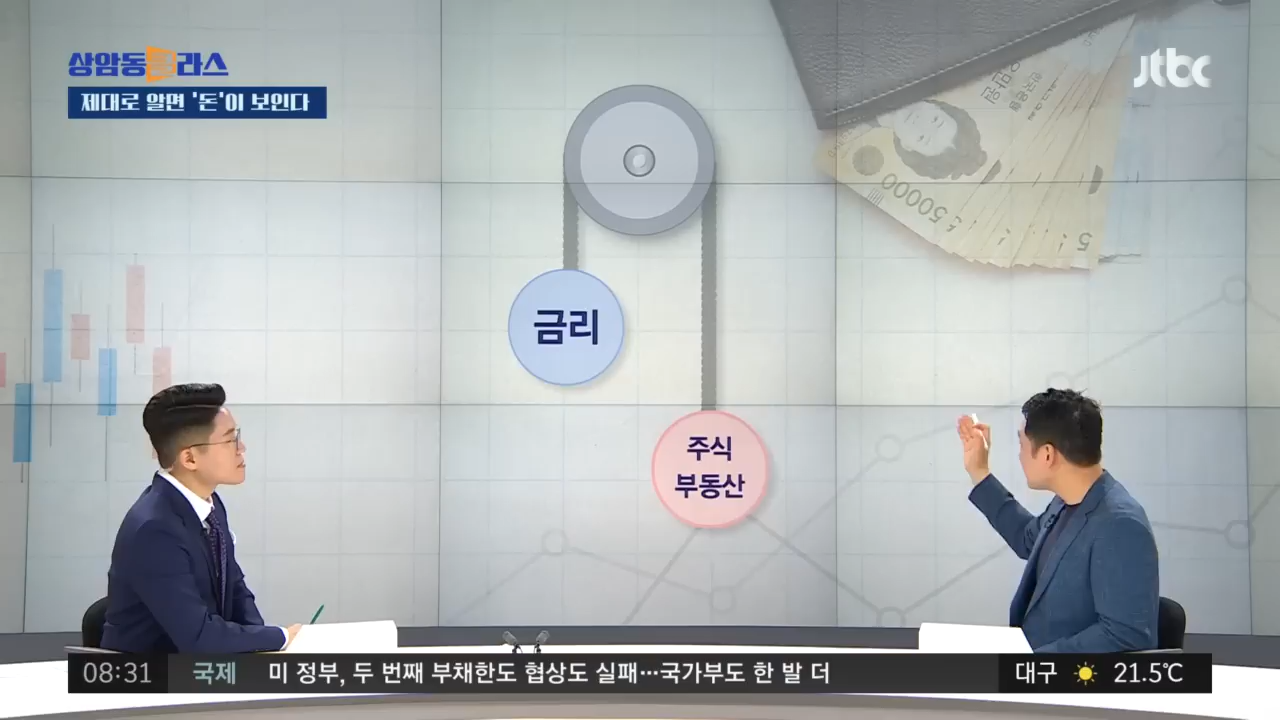 상암동클라스
제대로 알면 '돈'이 보인다
jtbc
50000
금리
주식
부동산
08:31 국제 미 정부, 두 번째 부채한도 협상도 실패…국가부도 한 발 더 대구 21.5℃